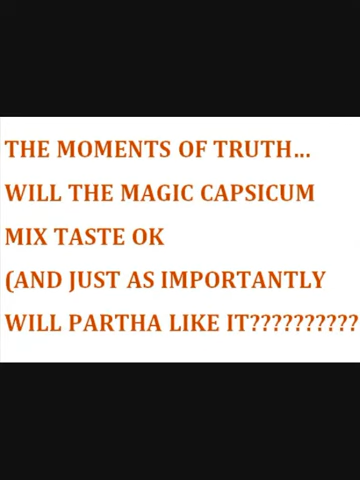 THE MOMENTS OF TRUTH...
WILL THE MAGIC CAPSICUM
MIX TASTE OK
(AND JUST AS IMPORTANTLY
WILL PARTHA LIKE IT??????????